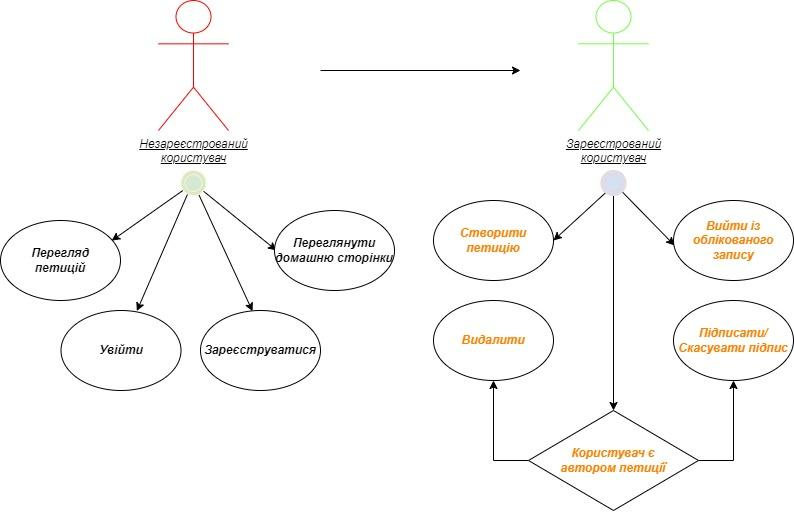 Незареєстрований
користувач
Зареєстрований
користувач
Перегляд
петицій
Переглянути
домашню сторінки
Увійти
Зареєструватися
Створити
петицію
Вийти із
облікованого
запису
Видалити
Підписати/
Скасувати підпис
Користувач є
автором петиції